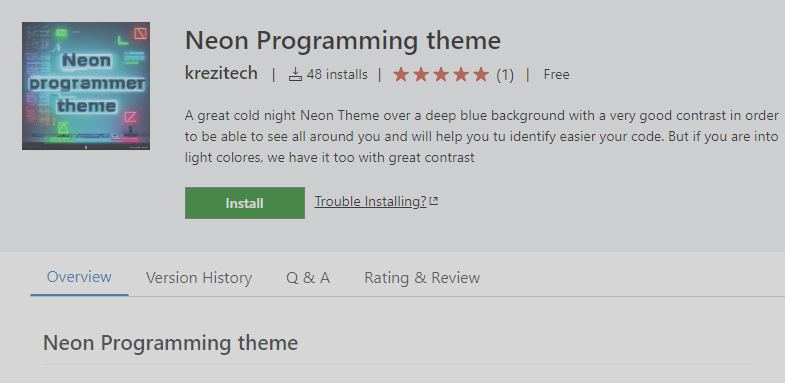 Neon
programmer
theme
Neon Programming theme
krezitech | 48 installs | (1) | Free
A great cold night Neon Theme over a deep blue background with a very good contrast in order
to be able to see all around you and will help you tu identify easier your code. But if you are into
light colores, we have it too with great contrast
Install Trouble Installing?
Overview Version History Q & A Rating & Review
Neon Programming theme